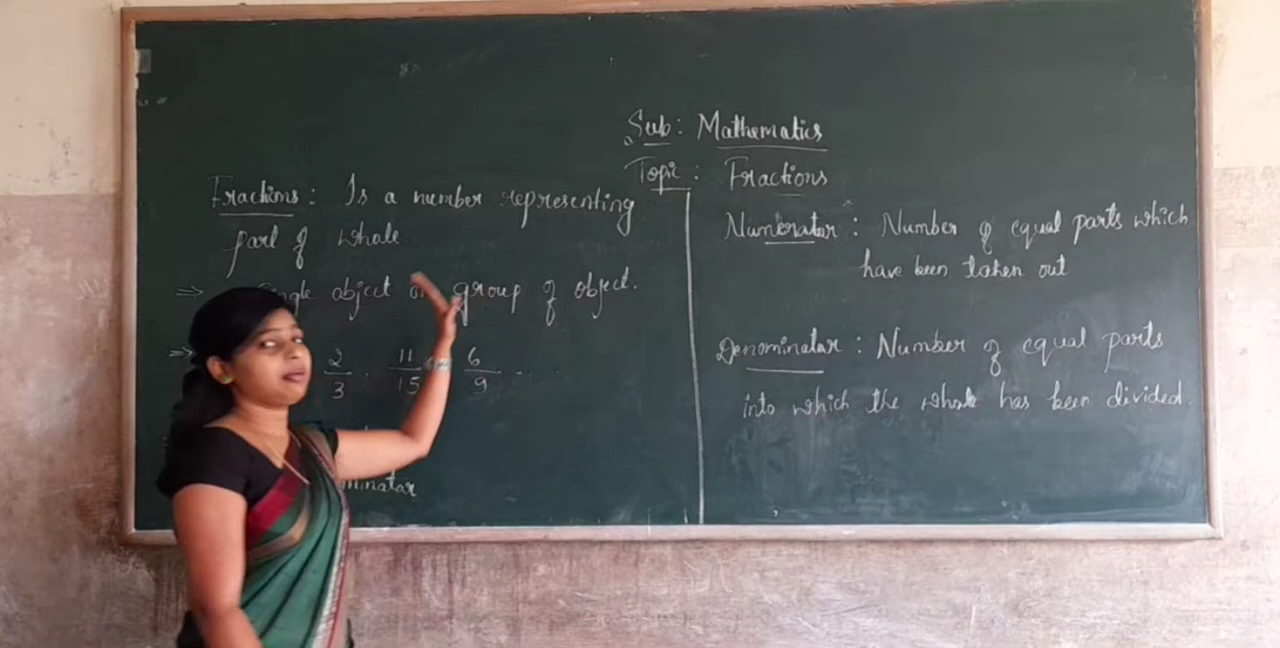 Sub: Mathematics
Topic: Fractions
Fractions: Is a number representing
part of whole
⇒ Single object or group of object.
⇒ 2/3, 11/15, 6/9 ....
Numerator: Number of equal parts which
have been taken out
Denominator: Number of equal parts
into which the whole has been divided.